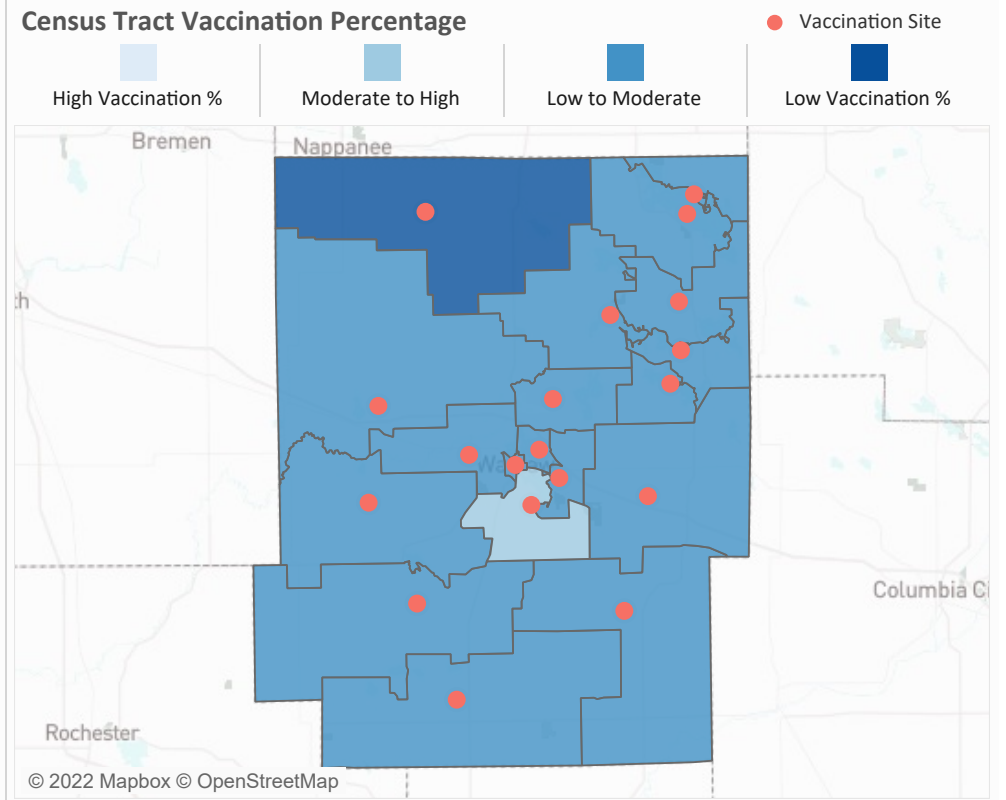 Census Tract Vaccination Percentage
Vaccination Site
High Vaccination %
Moderate to High
Low to Moderate
Low Vaccination %
Bremen
Nappanee
Columbia Ci
Rochester
© 2022 Mapbox © OpenStreetMap